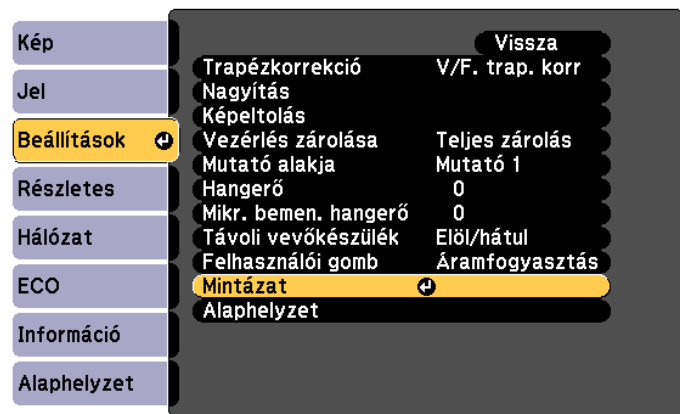 Kép
Jel
Beállítások
Részletes
Hálózat
ECO
Információ
Alaphelyzet
Vissza
Trapézkorrekció V/F. trap. korr
Nagyítás
Képeltolás
Vezérlés zárolása Teljes zárolás
Mutató alakja Mutató 1
Hangerő 0
Mikr. bemen. hangerő 0
Távoli vevőkészülék Elöl/hátul
Felhasználói gomb Áramfogyasztás
Mintázat
Alaphelyzet